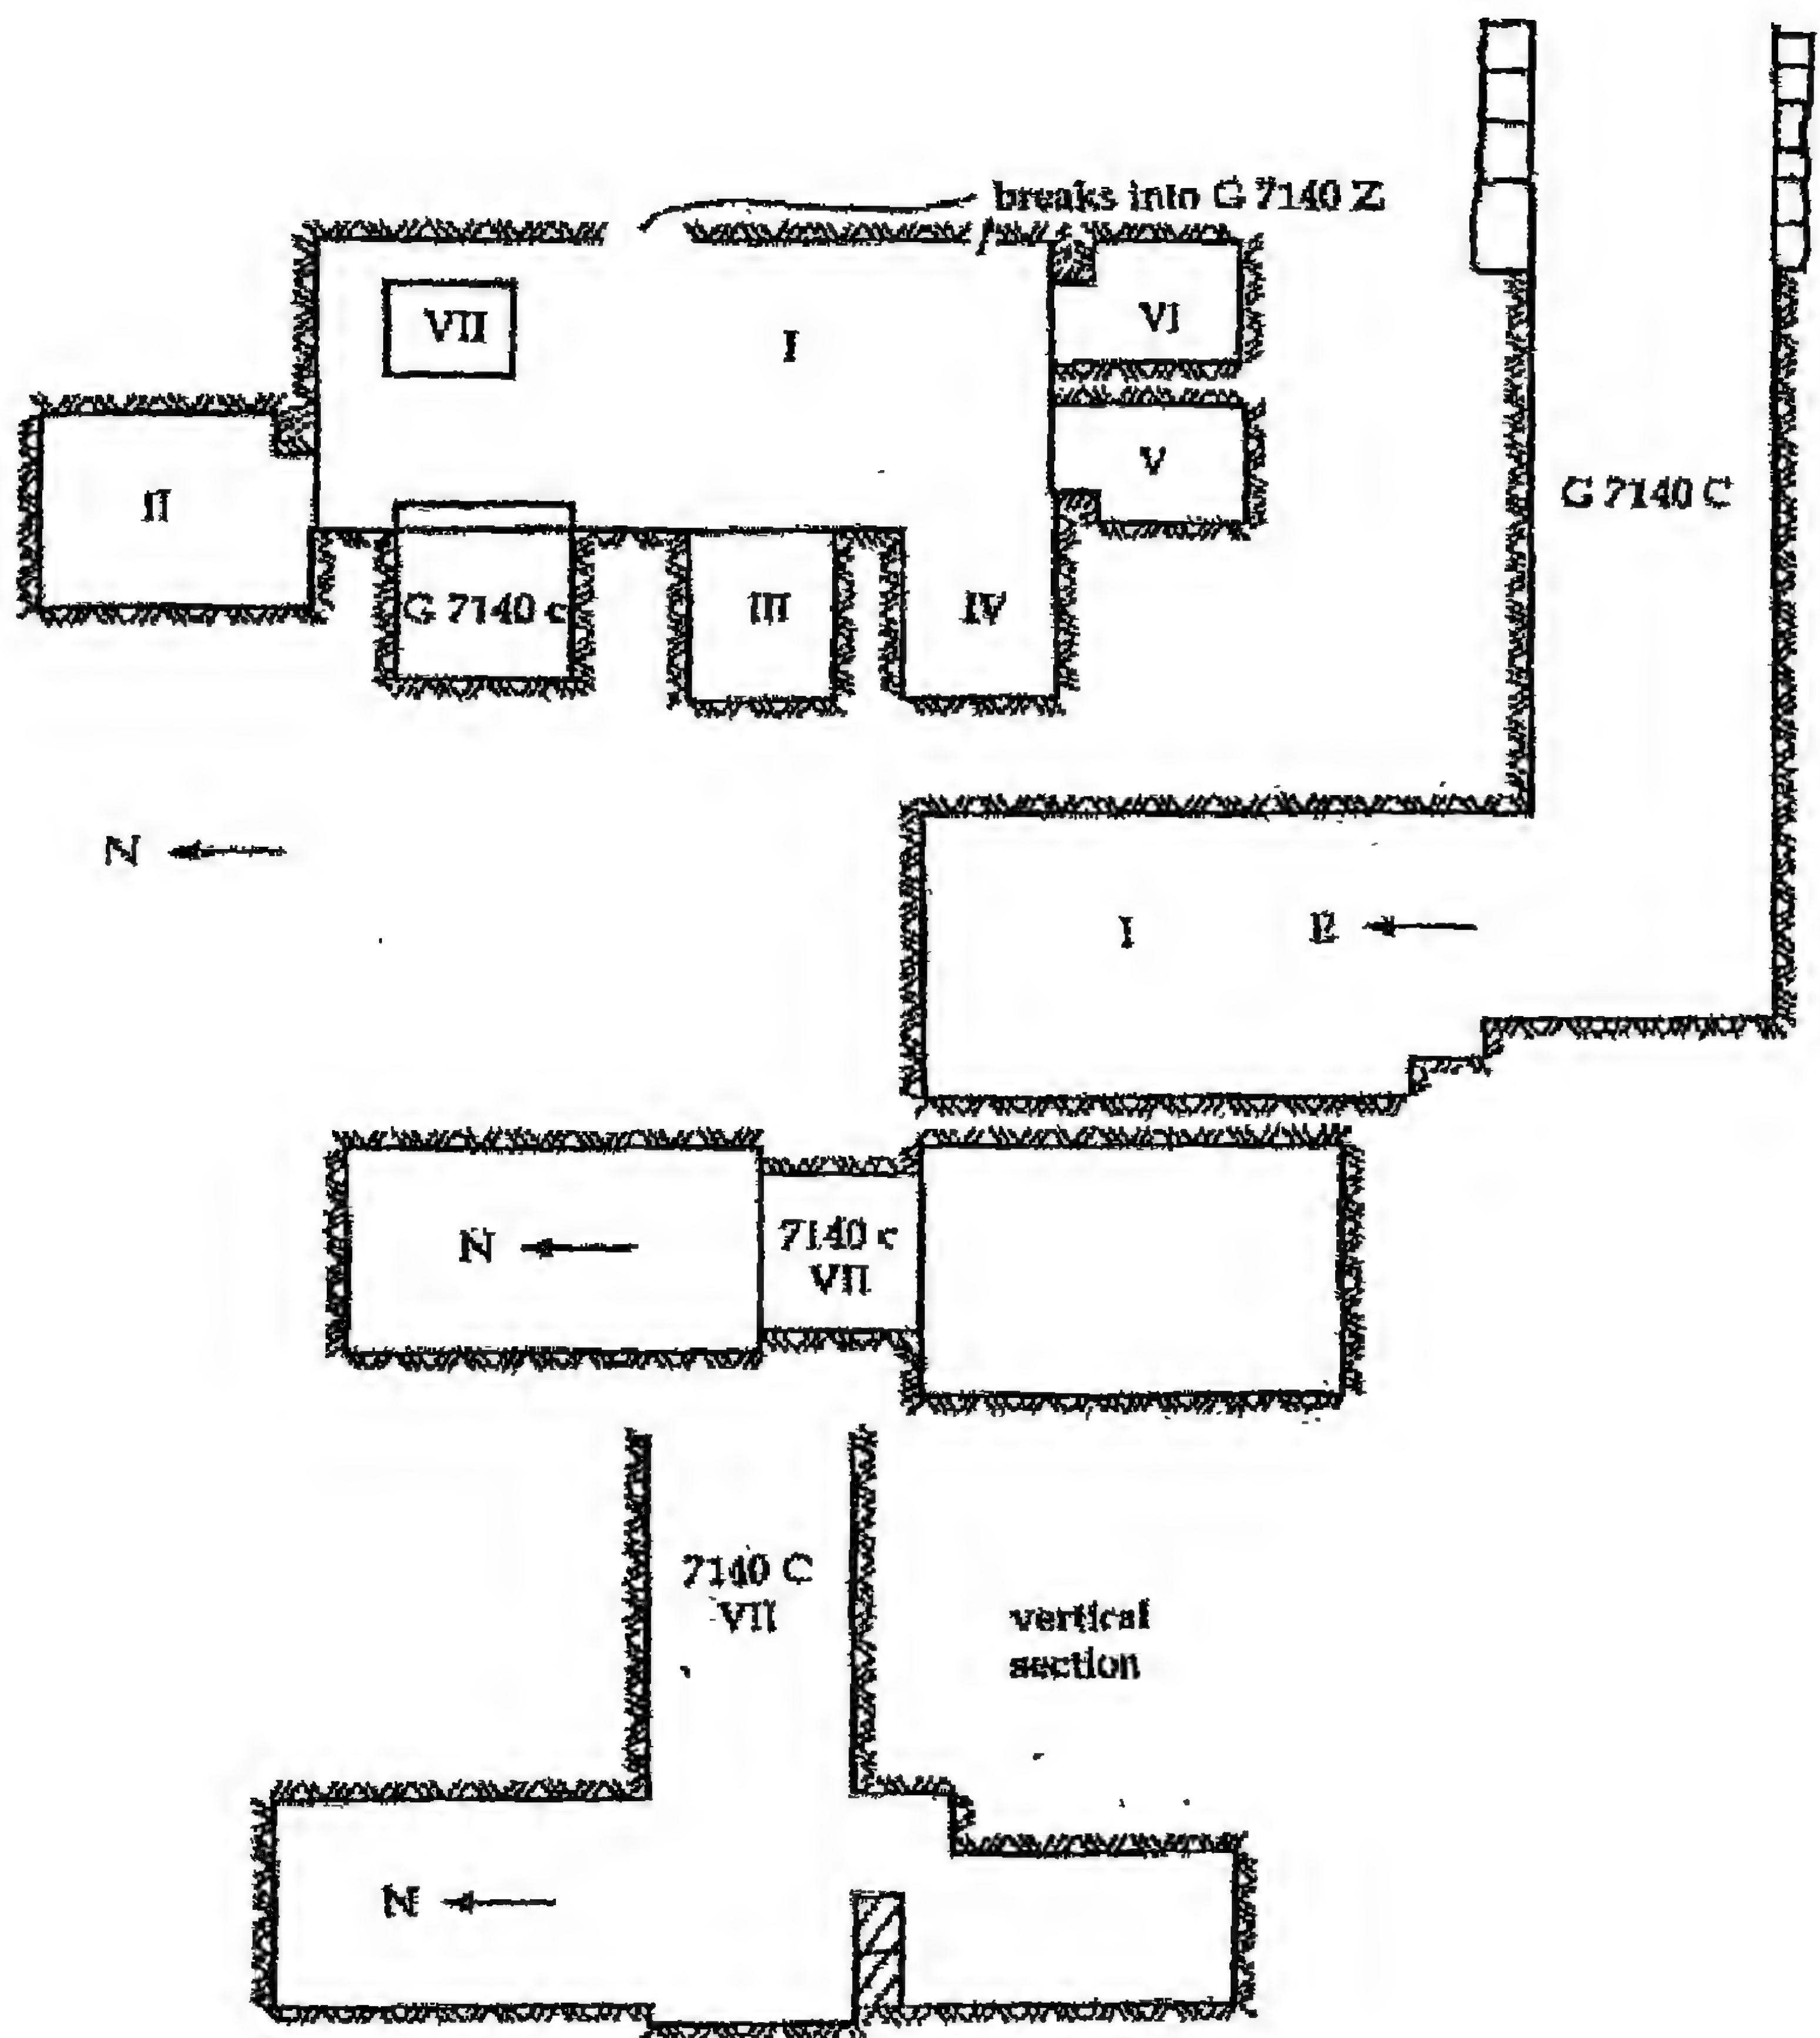 breaks into G 7140 Z
VII
I
VI
V
II
G 7140 C
G 7140 c
III
IV
N
I
E
N
7140 c
VII
7140 C
VII
vertical
section
N